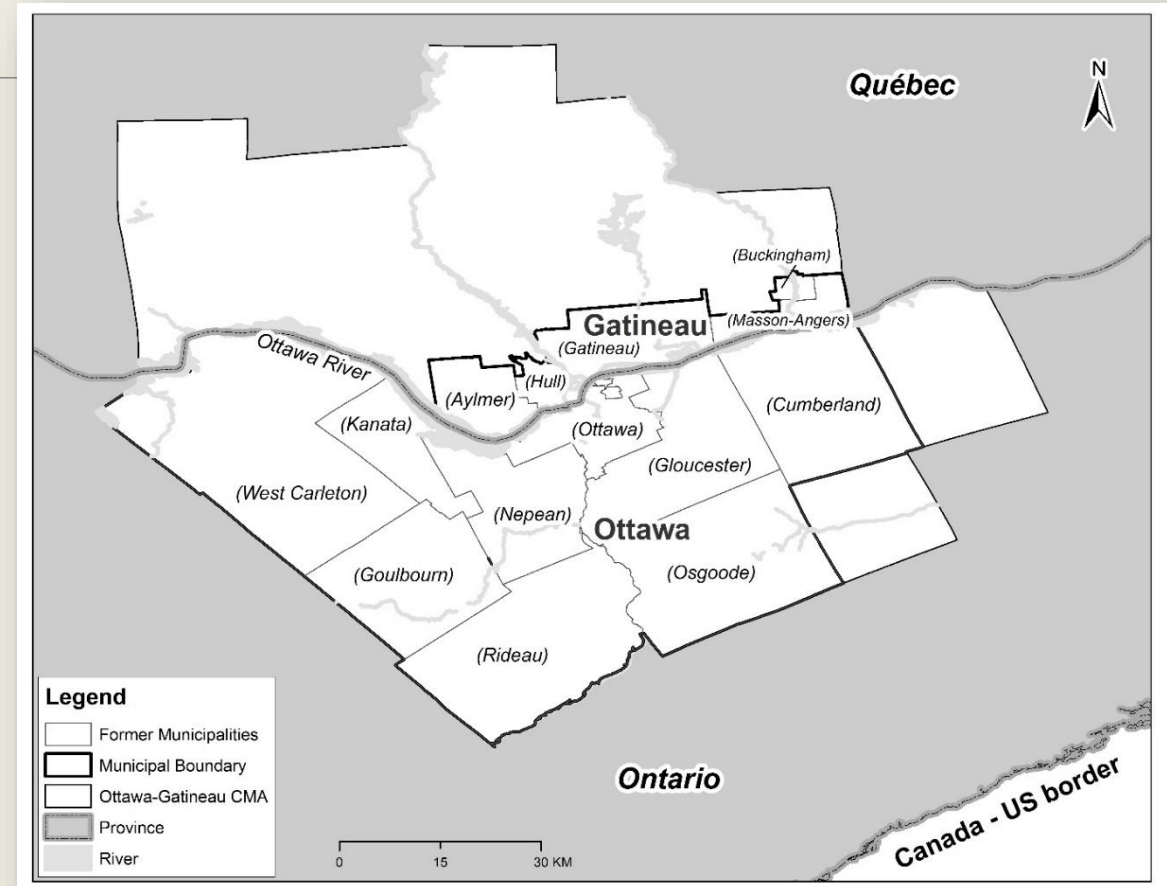 Québec
N
(Buckingham)
Gatineau
(Masson-Angers)
(Gatineau)
Ottawa River
(Hull)
(Aylmer)
(Kanata)
(Ottawa)
(Cumberland)
(Gloucester)
(West Carleton)
(Nepean)
Ottawa
(Goulbourn)
(Osgoode)
(Rideau)
Legend
Former Municipalities
Municipal Boundary
Ottawa-Gatineau CMA
Province
River
0 15 30 KM
Ontario
Canada - US border